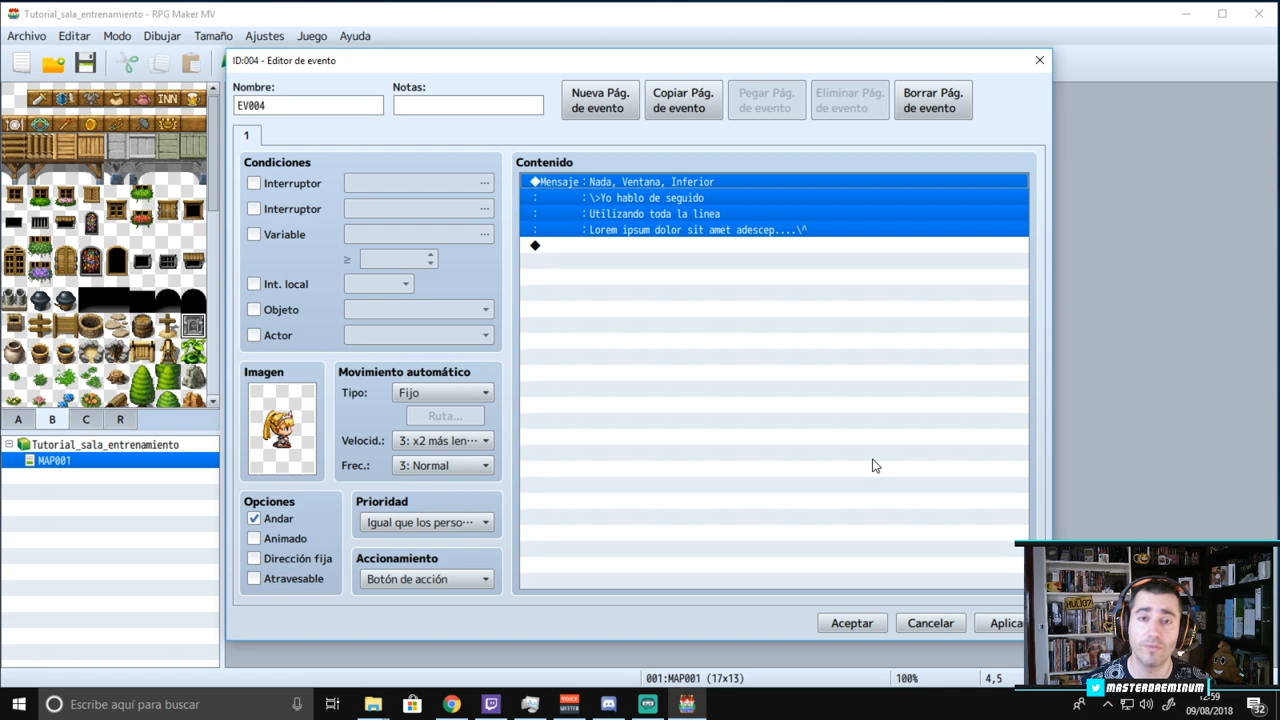 Tutorial_sala_entrenamiento - RPG Maker MV
Archivo Editar Modo Dibujar Tamaño Ajustes Juego Ayuda
ID:004 - Editor de evento
Nombre: Notas:
EV004
Nueva Pág. de evento
Copiar Pág. de evento
Pegar Pág. de evento
Eliminar Pág. de evento
Borrar Pág. de evento
1
INN
Condiciones
Interruptor ...
Interruptor ...
Variable ...
≥
Int. local
Objeto
Actor
Contenido
◆Mensaje : Nada, Ventana, Inferior
: : \>Yo hablo de seguido
: : Utilizando toda la linea
: : Lorem ipsum dolor sit amet adescep....\^
◆
Imagen
Movimiento automático
Tipo: Fijo
Ruta...
Velocid.: 3: x2 más len...
Frec.: 3: Normal
Opciones
Andar
Animado
Dirección fija
Atravesable
Prioridad
Igual que los perso...
Accionamiento
Botón de acción
Aceptar Cancelar Aplica
A B C R
Tutorial_sala_entrenamiento
MAP001
001:MAP001 (17x13) 100% 4,5
MASTERDAEMINUM
Escribe aquí para buscar
12:59
09/08/2018
32